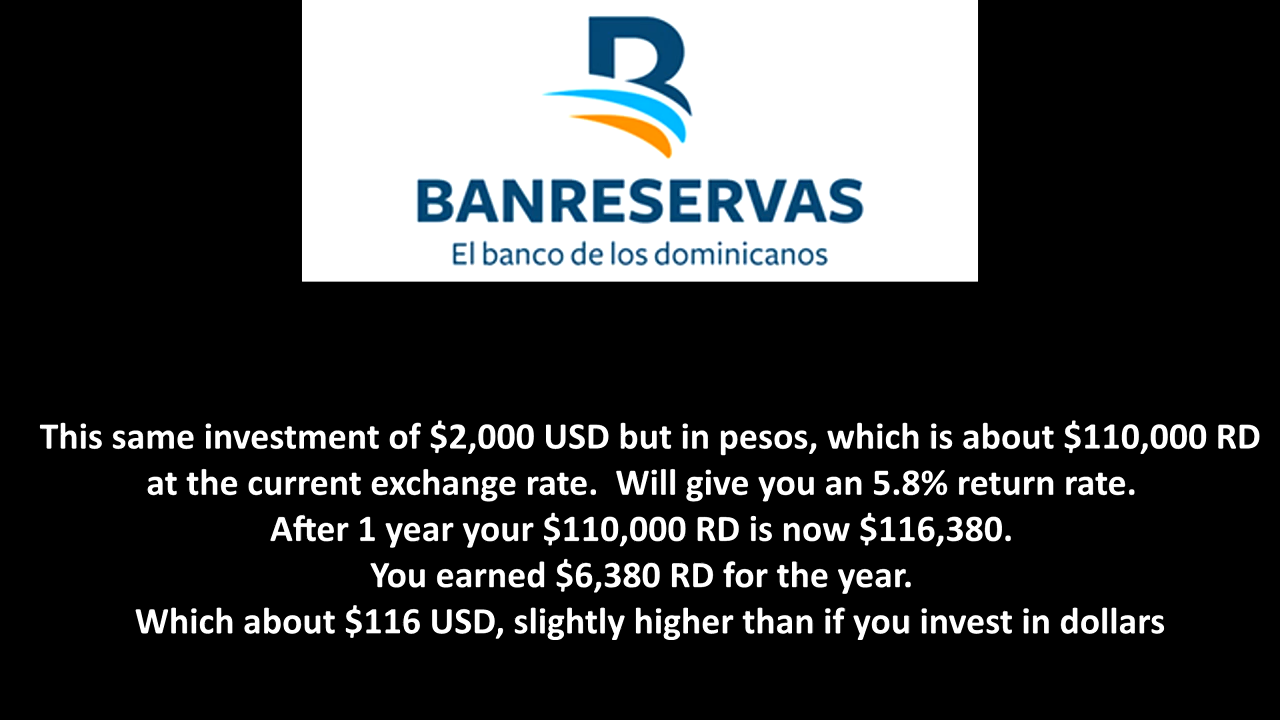 BANRESERVAS
El banco de los dominicanos
This same investment of $2,000 USD but in pesos, which is about $110,000 RD
at the current exchange rate.  Will give you an 5.8% return rate.
After 1 year your $110,000 RD is now $116,380.
You earned $6,380 RD for the year.
Which about $116 USD, slightly higher than if you invest in dollars